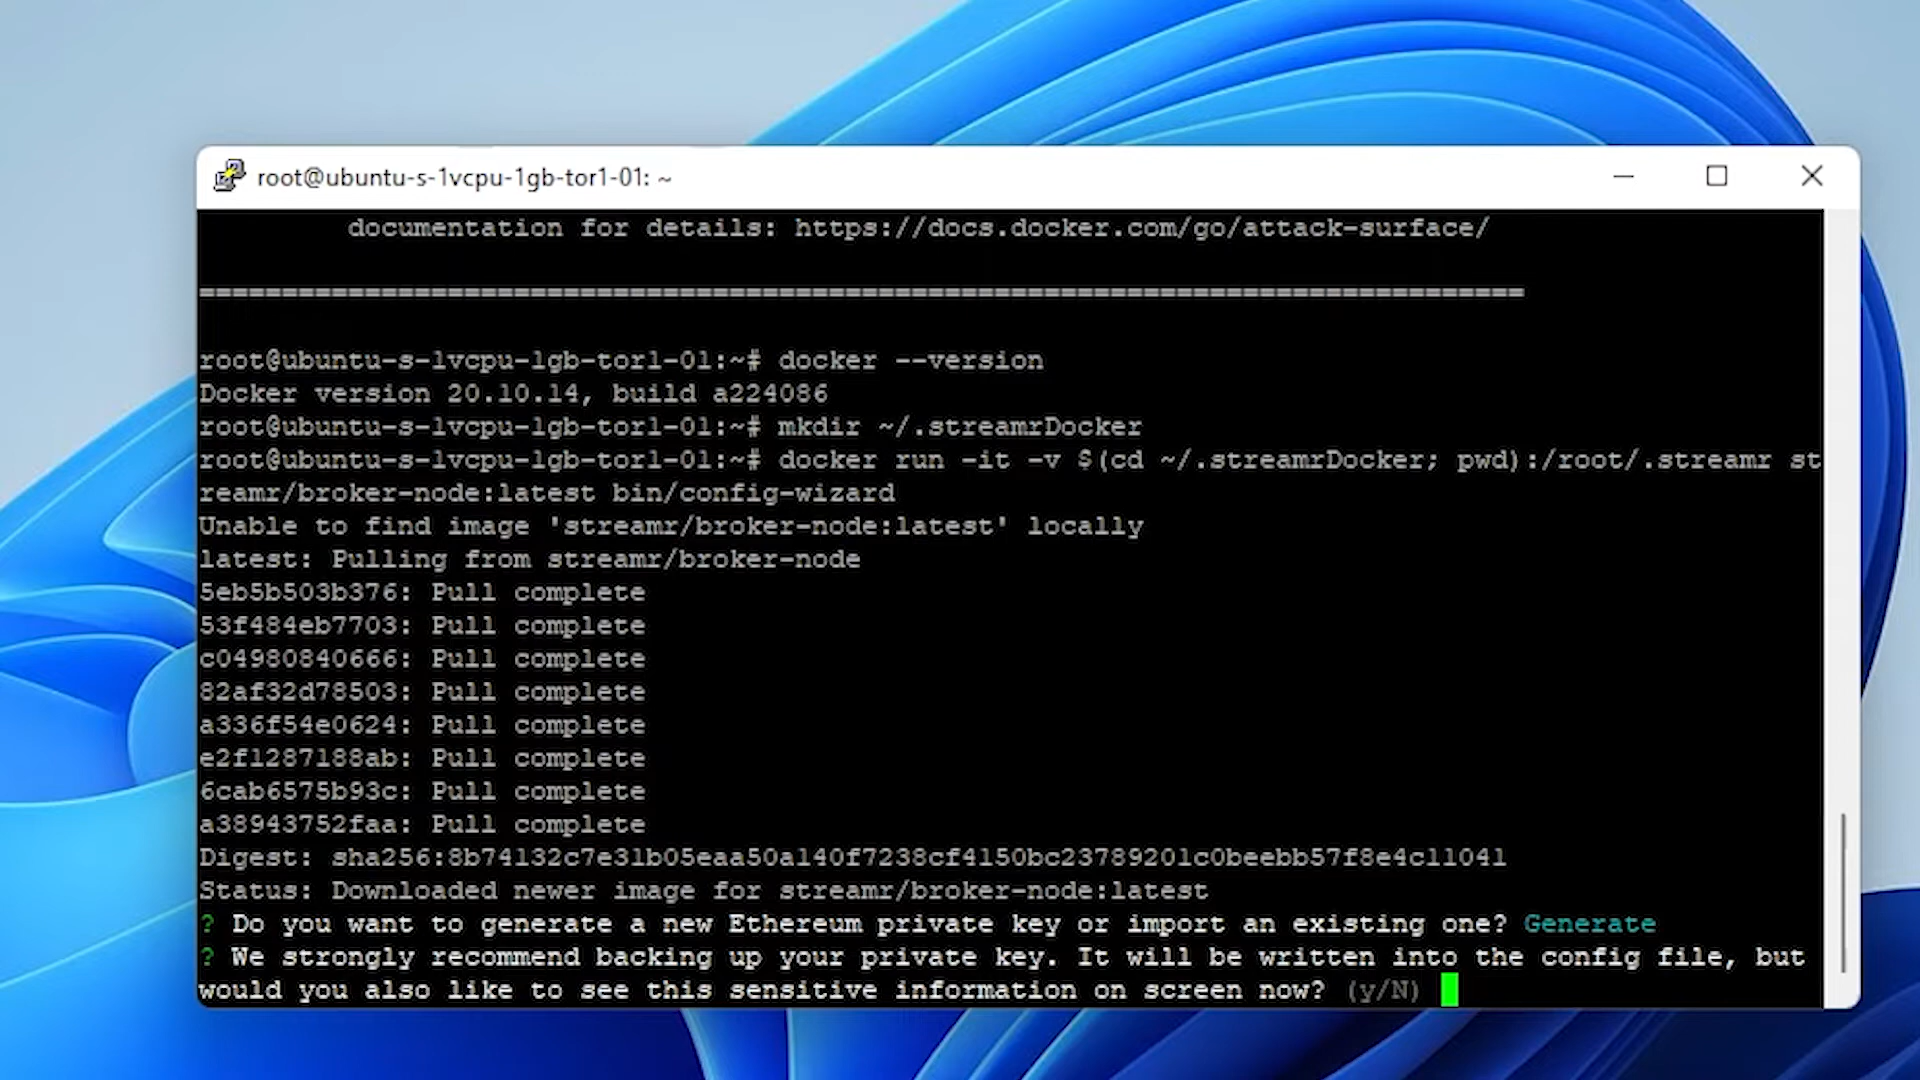 root@ubuntu-s-1vcpu-1gb-tor1-01: ~
documentation for details: https://docs.docker.com/go/attack-surface/
================================================================================
root@ubuntu-s-1vcpu-1gb-tor1-01:~# docker --version
Docker version 20.10.14, build a224086
root@ubuntu-s-1vcpu-1gb-tor1-01:~# mkdir ~/.streamrDocker
root@ubuntu-s-1vcpu-1gb-tor1-01:~# docker run -it -v $(cd ~/.streamrDocker; pwd):/root/.streamr st
reamr/broker-node:latest bin/config-wizard
Unable to find image 'streamr/broker-node:latest' locally
latest: Pulling from streamr/broker-node
5eb5b503b376: Pull complete
53f484eb7703: Pull complete
c04980840666: Pull complete
82af32d78503: Pull complete
a336f54e0624: Pull complete
e2f1287188ab: Pull complete
6cab6575b93c: Pull complete
a38943752faa: Pull complete
Digest: sha256:8b74132c7e31b05eaa50a140f7238cf4150bc23789201c0beebb57f8e4c11041
Status: Downloaded newer image for streamr/broker-node:latest
? Do you want to generate a new Ethereum private key or import an existing one? Generate
? We strongly recommend backing up your private key. It will be written into the config file, but
would you also like to see this sensitive information on screen now? (y/N)